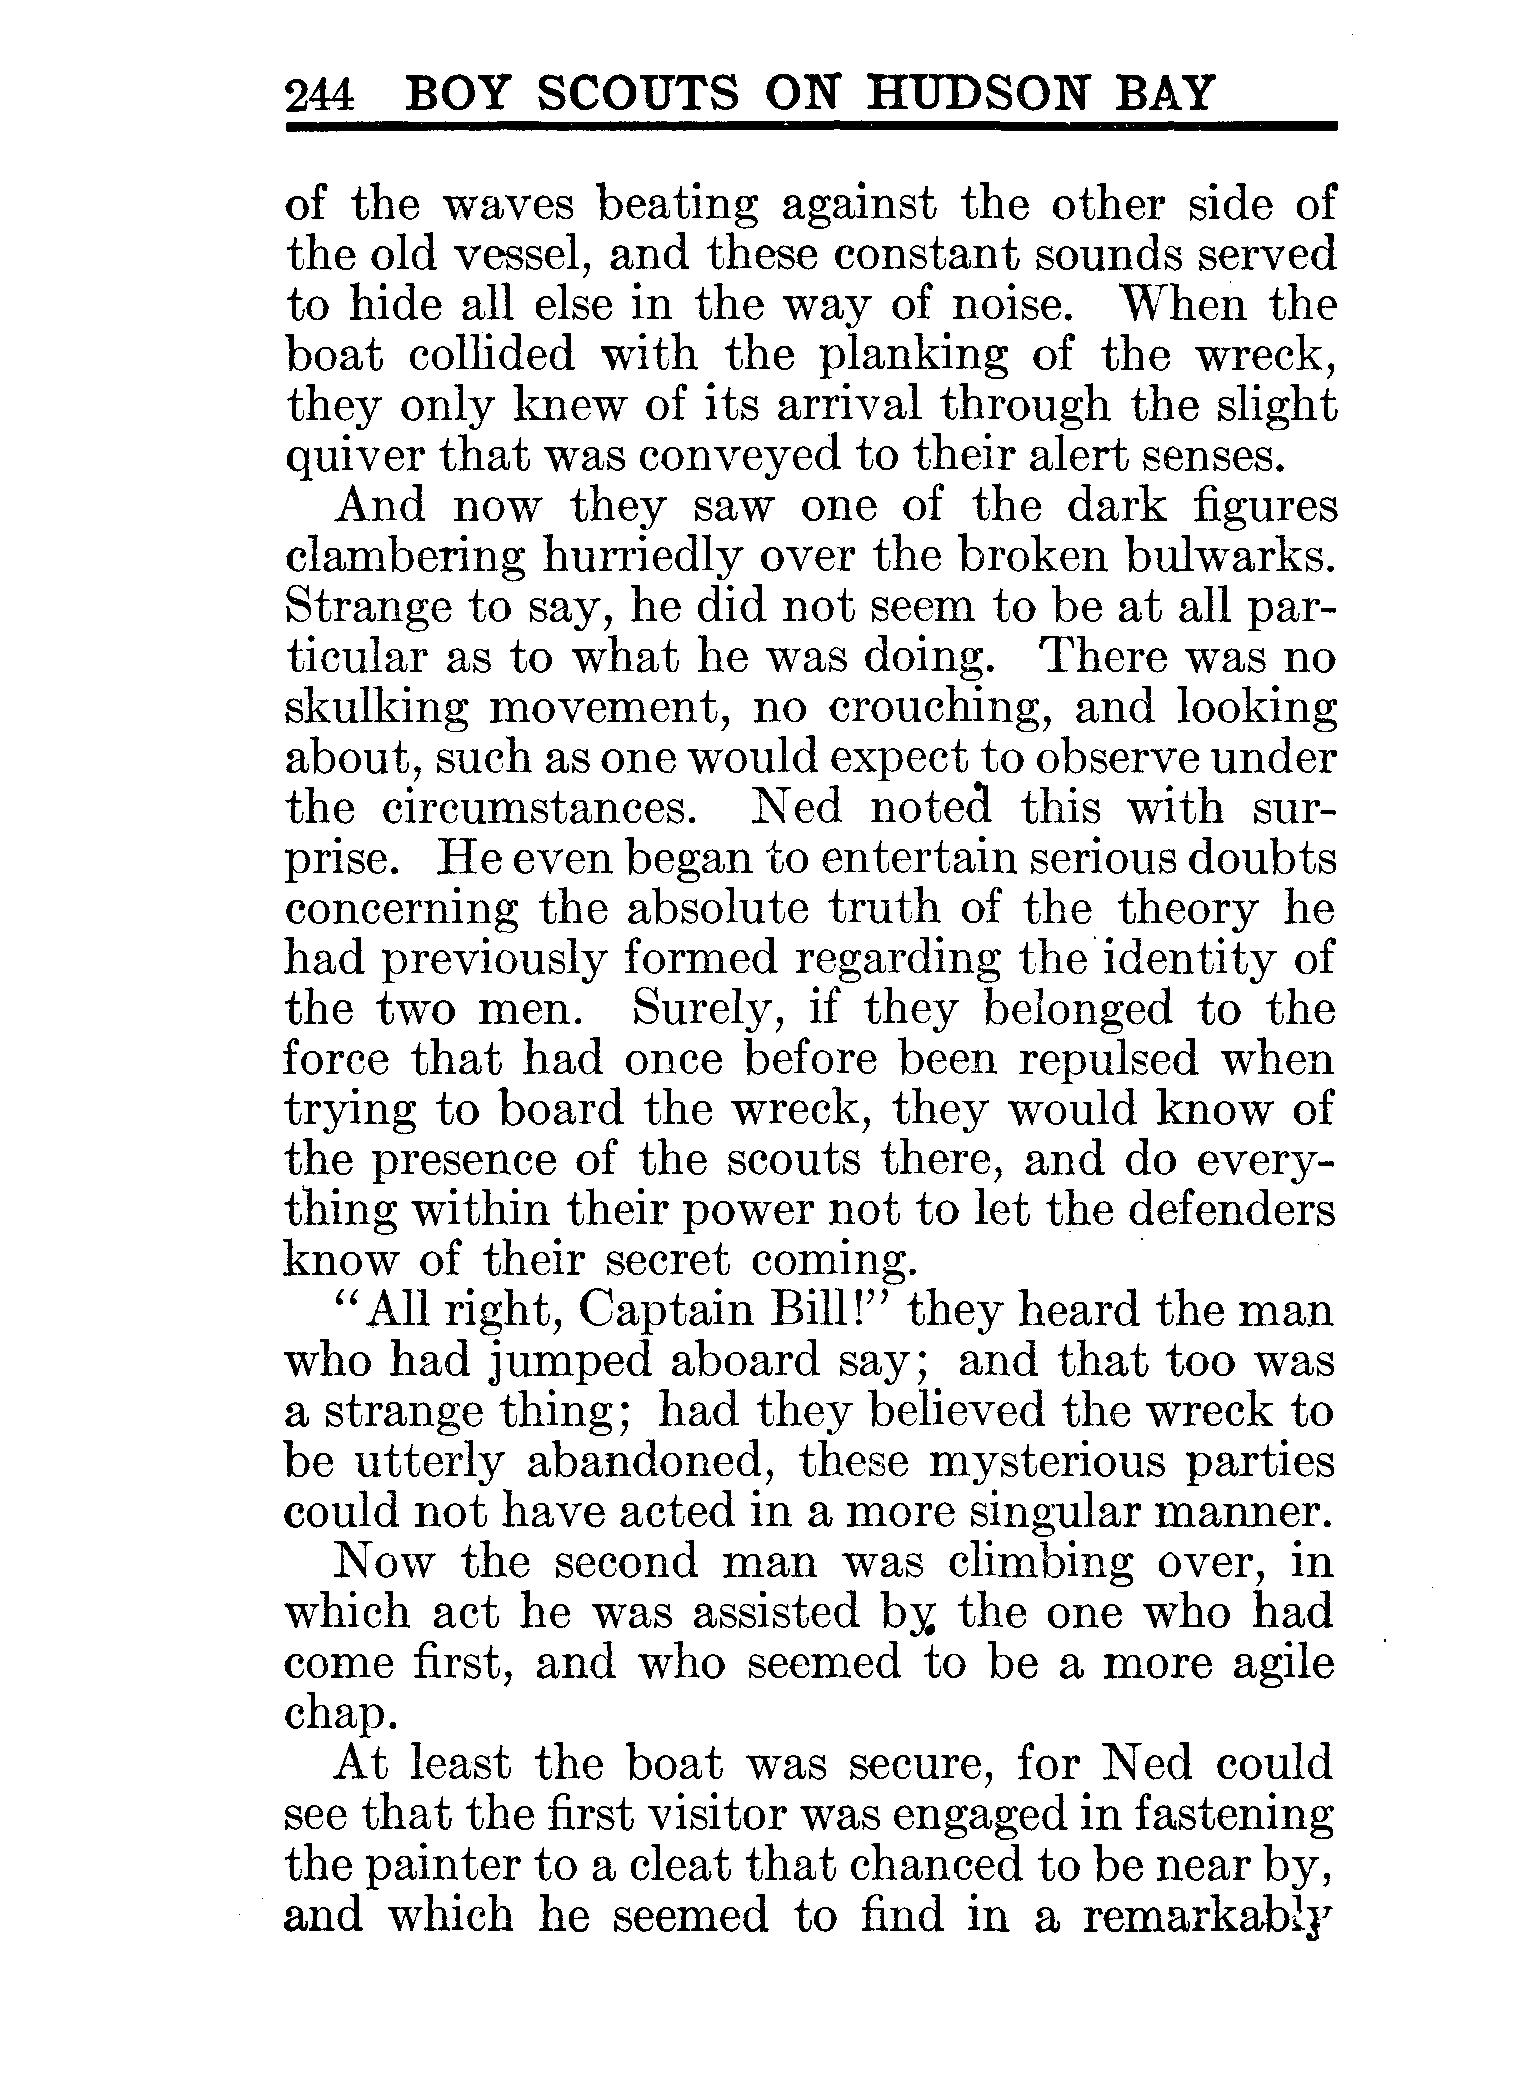 244 BOY SCOUTS ON HUDSON BAY
of the waves beating against the other side of
the old vessel, and these constant sounds served
to hide all else in the way of noise. When the
boat collided with the planking of the wreck,
they only knew of its arrival through the slight
quiver that was conveyed to their alert senses.
And now they saw one of the dark figures
clambering hurriedly over the broken bulwarks.
Strange to say, he did not seem to be at all par-
ticular as to what he was doing. There was no
skulking movement, no crouching, and looking
about, such as one would expect to observe under
the circumstances. Ned noted this with sur-
prise. He even began to entertain serious doubts
concerning the absolute truth of the theory he
had previously formed regarding the identity of
the two men. Surely, if they belonged to the
force that had once before been repulsed when
trying to board the wreck, they would know of
the presence of the scouts there, and do every-
thing within their power not to let the defenders
know of their secret coming.
“All right, Captain Bill!” they heard the man
who had jumped aboard say; and that too was
a strange thing; had they believed the wreck to
be utterly abandoned, these mysterious parties
could not have acted in a more singular manner.
Now the second man was climbing over, in
which act he was assisted by the one who had
come first, and who seemed to be a more agile
chap.
At least the boat was secure, for Ned could
see that the first visitor was engaged in fastening
the painter to a cleat that chanced to be near by,
and which he seemed to find in a remarkably